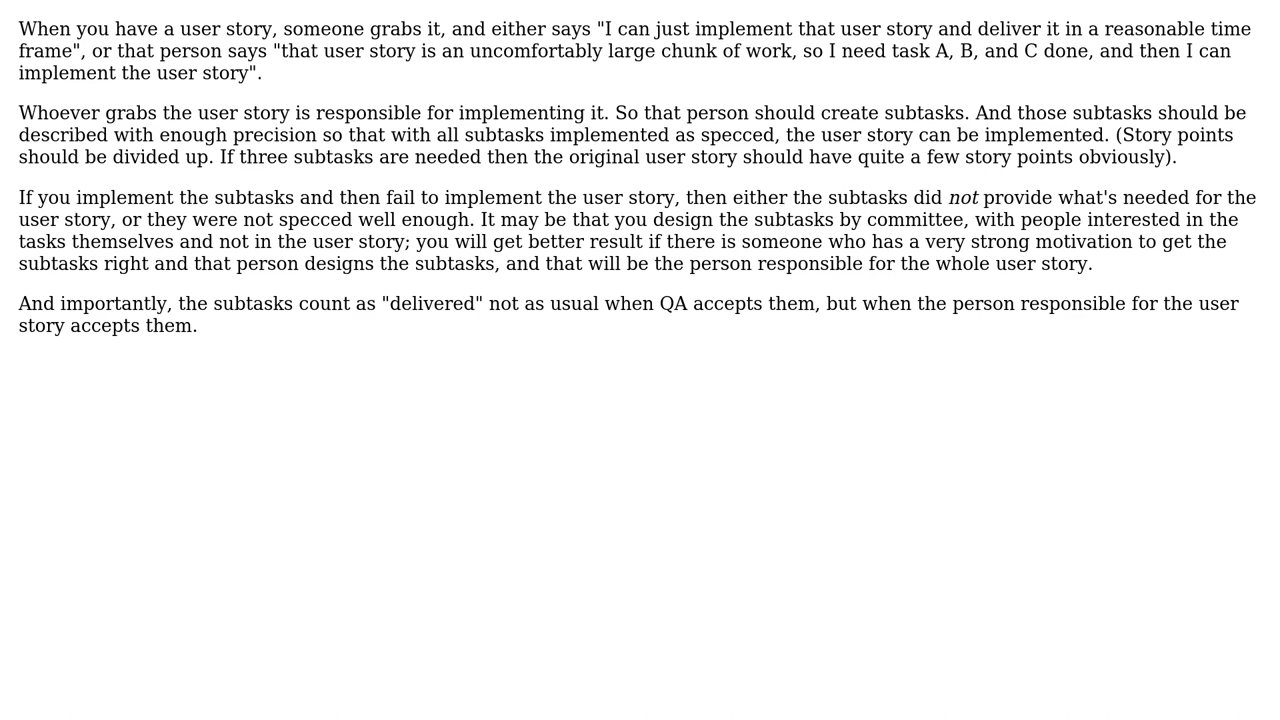 When you have a user story, someone grabs it, and either says "I can just implement that user story and deliver it in a reasonable time
frame", or that person says "that user story is an uncomfortably large chunk of work, so I need task A, B, and C done, and then I can
implement the user story".
Whoever grabs the user story is responsible for implementing it. So that person should create subtasks. And those subtasks should be
described with enough precision so that with all subtasks implemented as specced, the user story can be implemented. (Story points
should be divided up. If three subtasks are needed then the original user story should have quite a few story points obviously).
If you implement the subtasks and then fail to implement the user story, then either the subtasks did not provide what's needed for the
user story, or they were not specced well enough. It may be that you design the subtasks by committee, with people interested in the
tasks themselves and not in the user story; you will get better result if there is someone who has a very strong motivation to get the
subtasks right and that person designs the subtasks, and that will be the person responsible for the whole user story.
And importantly, the subtasks count as "delivered" not as usual when QA accepts them, but when the person responsible for the user
story accepts them.